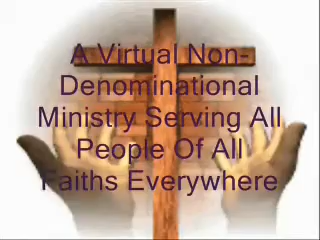 A Virtual Non-
Denominational
Ministry Serving All
People Of All
Faiths Everywhere